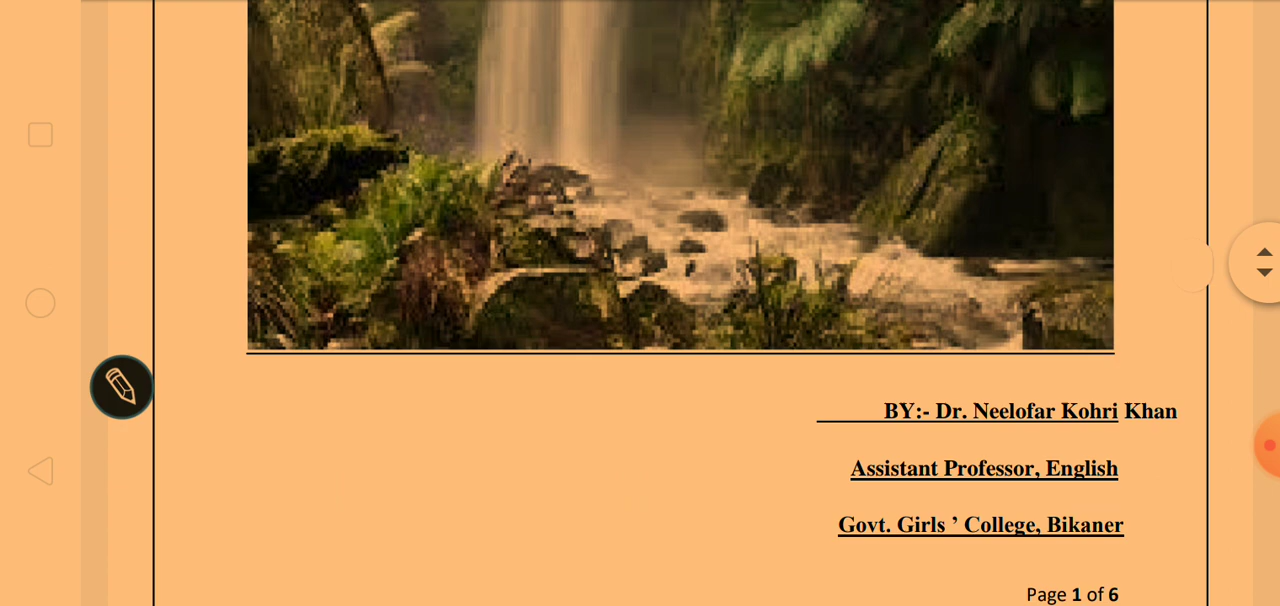 BY:- Dr. Neelofar Kohri Khan
Assistant Professor, English
Govt. Girls ’ College, Bikaner
Page 1 of 6